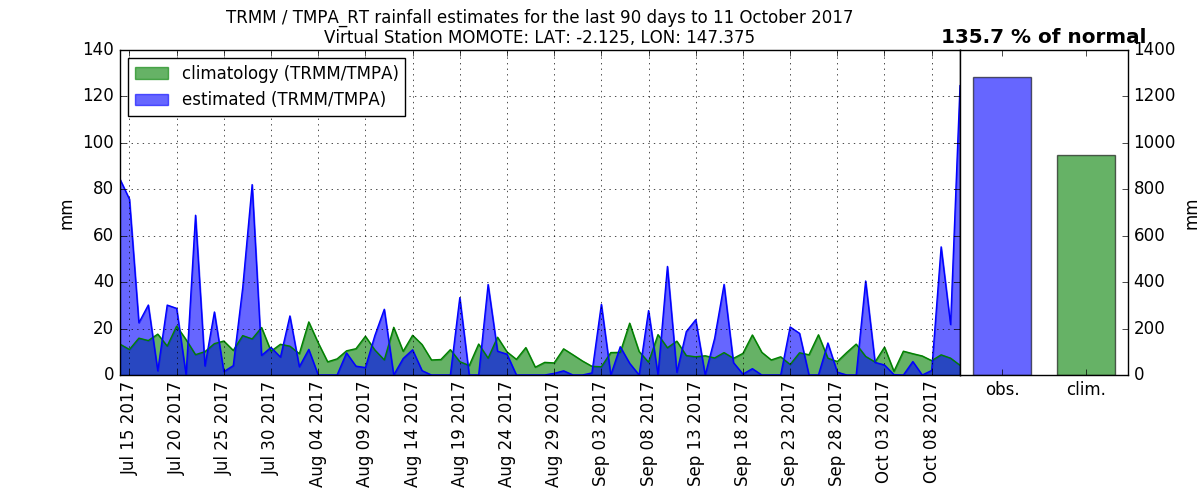 TRMM / TMPA_RT rainfall estimates for the last 90 days to 11 October 2017
Virtual Station MOMOTE: LAT: -2.125, LON: 147.375
135.7 % of normal
climatology (TRMM/TMPA)
estimated (TRMM/TMPA)
mm
140
120
100
80
60
40
20
0
Jul 15 2017
Jul 20 2017
Jul 25 2017
Jul 30 2017
Aug 04 2017
Aug 09 2017
Aug 14 2017
Aug 19 2017
Aug 24 2017
Aug 29 2017
Sep 03 2017
Sep 08 2017
Sep 13 2017
Sep 18 2017
Sep 23 2017
Sep 28 2017
Oct 03 2017
Oct 08 2017
obs.
clim.
1400
1200
1000
800
600
400
200
0
mm